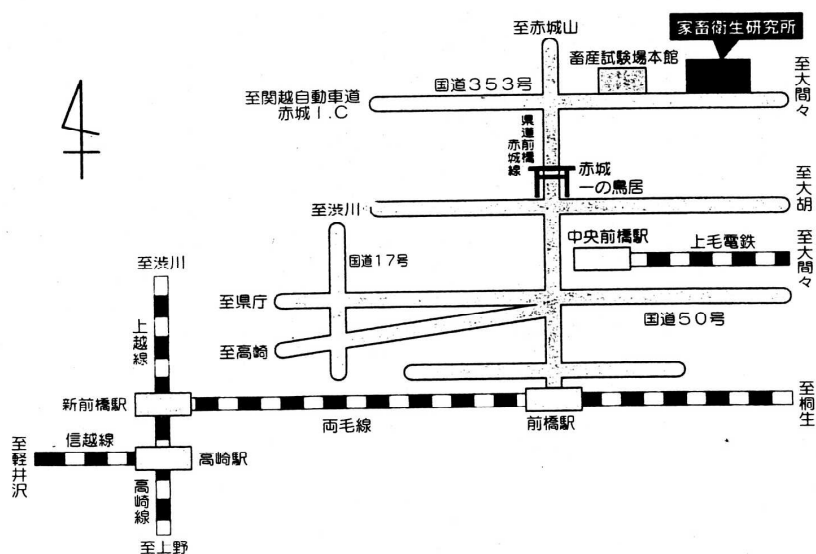 至赤城山
家畜衛生研究所
畜産試験場本館
至大間々
国道353号
至関越自動車道
赤城I.C
県道前橋
赤城線
赤城
一の鳥居
至大胡
至渋川
中央前橋駅
上毛電鉄
至大間々
国道17号
至渋川
至県庁
国道50号
上越線
至高崎
新前橋駅
両毛線
前橋駅
至桐生
信越線
至軽井沢
高崎駅
高崎線
至上野